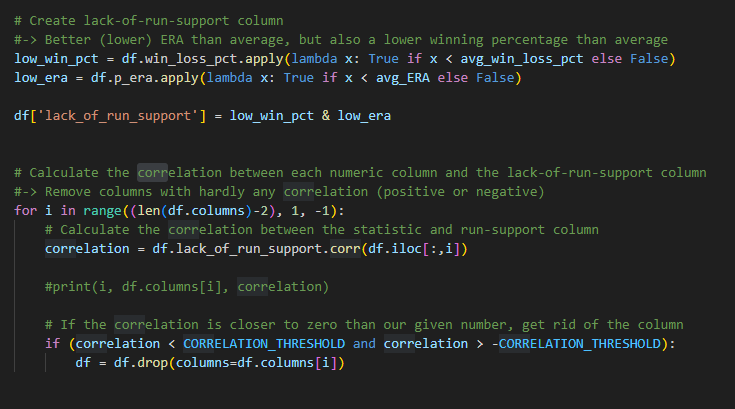 # Create lack-of-run-support column
#-> Better (lower) ERA than average, but also a lower winning percentage than average
low_win_pct = df.win_loss_pct.apply(lambda x: True if x < avg_win_loss_pct else False)
low_era = df.p_era.apply(lambda x: True if x < avg_ERA else False)
df['lack_of_run_support'] = low_win_pct & low_era
# Calculate the correlation between each numeric column and the lack-of-run-support column
#-> Remove columns with hardly any correlation (positive or negative)
for i in range((len(df.columns)-2), 1, -1):
    # Calculate the correlation between the statistic and run-support column
    correlation = df.lack_of_run_support.corr(df.iloc[:,i])
    #print(i, df.columns[i], correlation)
    # If the correlation is closer to zero than our given number, get rid of the column
    if (correlation < CORRELATION_THRESHOLD and correlation > -CORRELATION_THRESHOLD):
        df = df.drop(columns=df.columns[i])